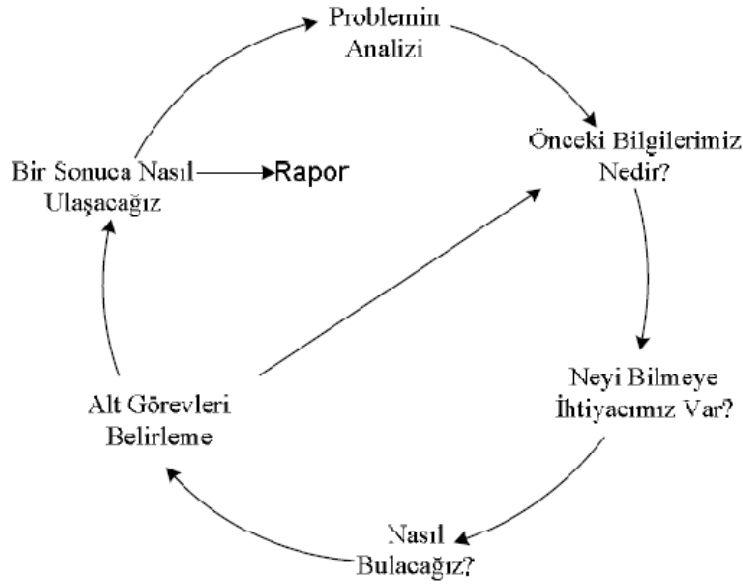 Problemin
Analizi
Önceki Bilgilerimiz
Nedir?
Bir Sonuca Nasıl
Ulaşacağız
Rapor
Neyi Bilmeye
İhtiyacımız Var?
Alt Görevleri
Belirleme
Nasıl
Bulacağız?